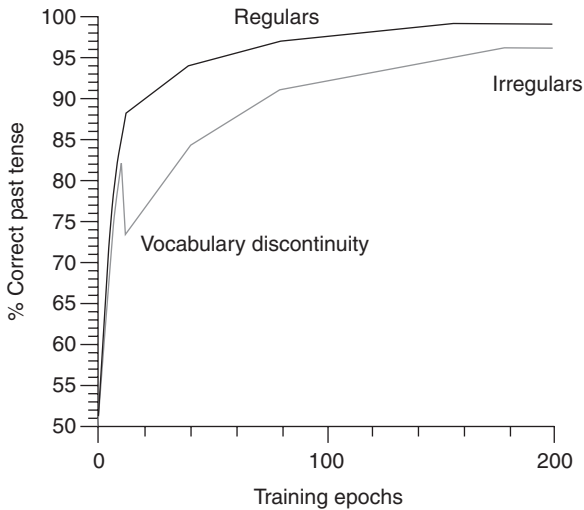 Regulars
Irregulars
Vocabulary discontinuity
% Correct past tense
100
95
90
85
80
75
70
65
60
55
50
0
100
200
Training epochs